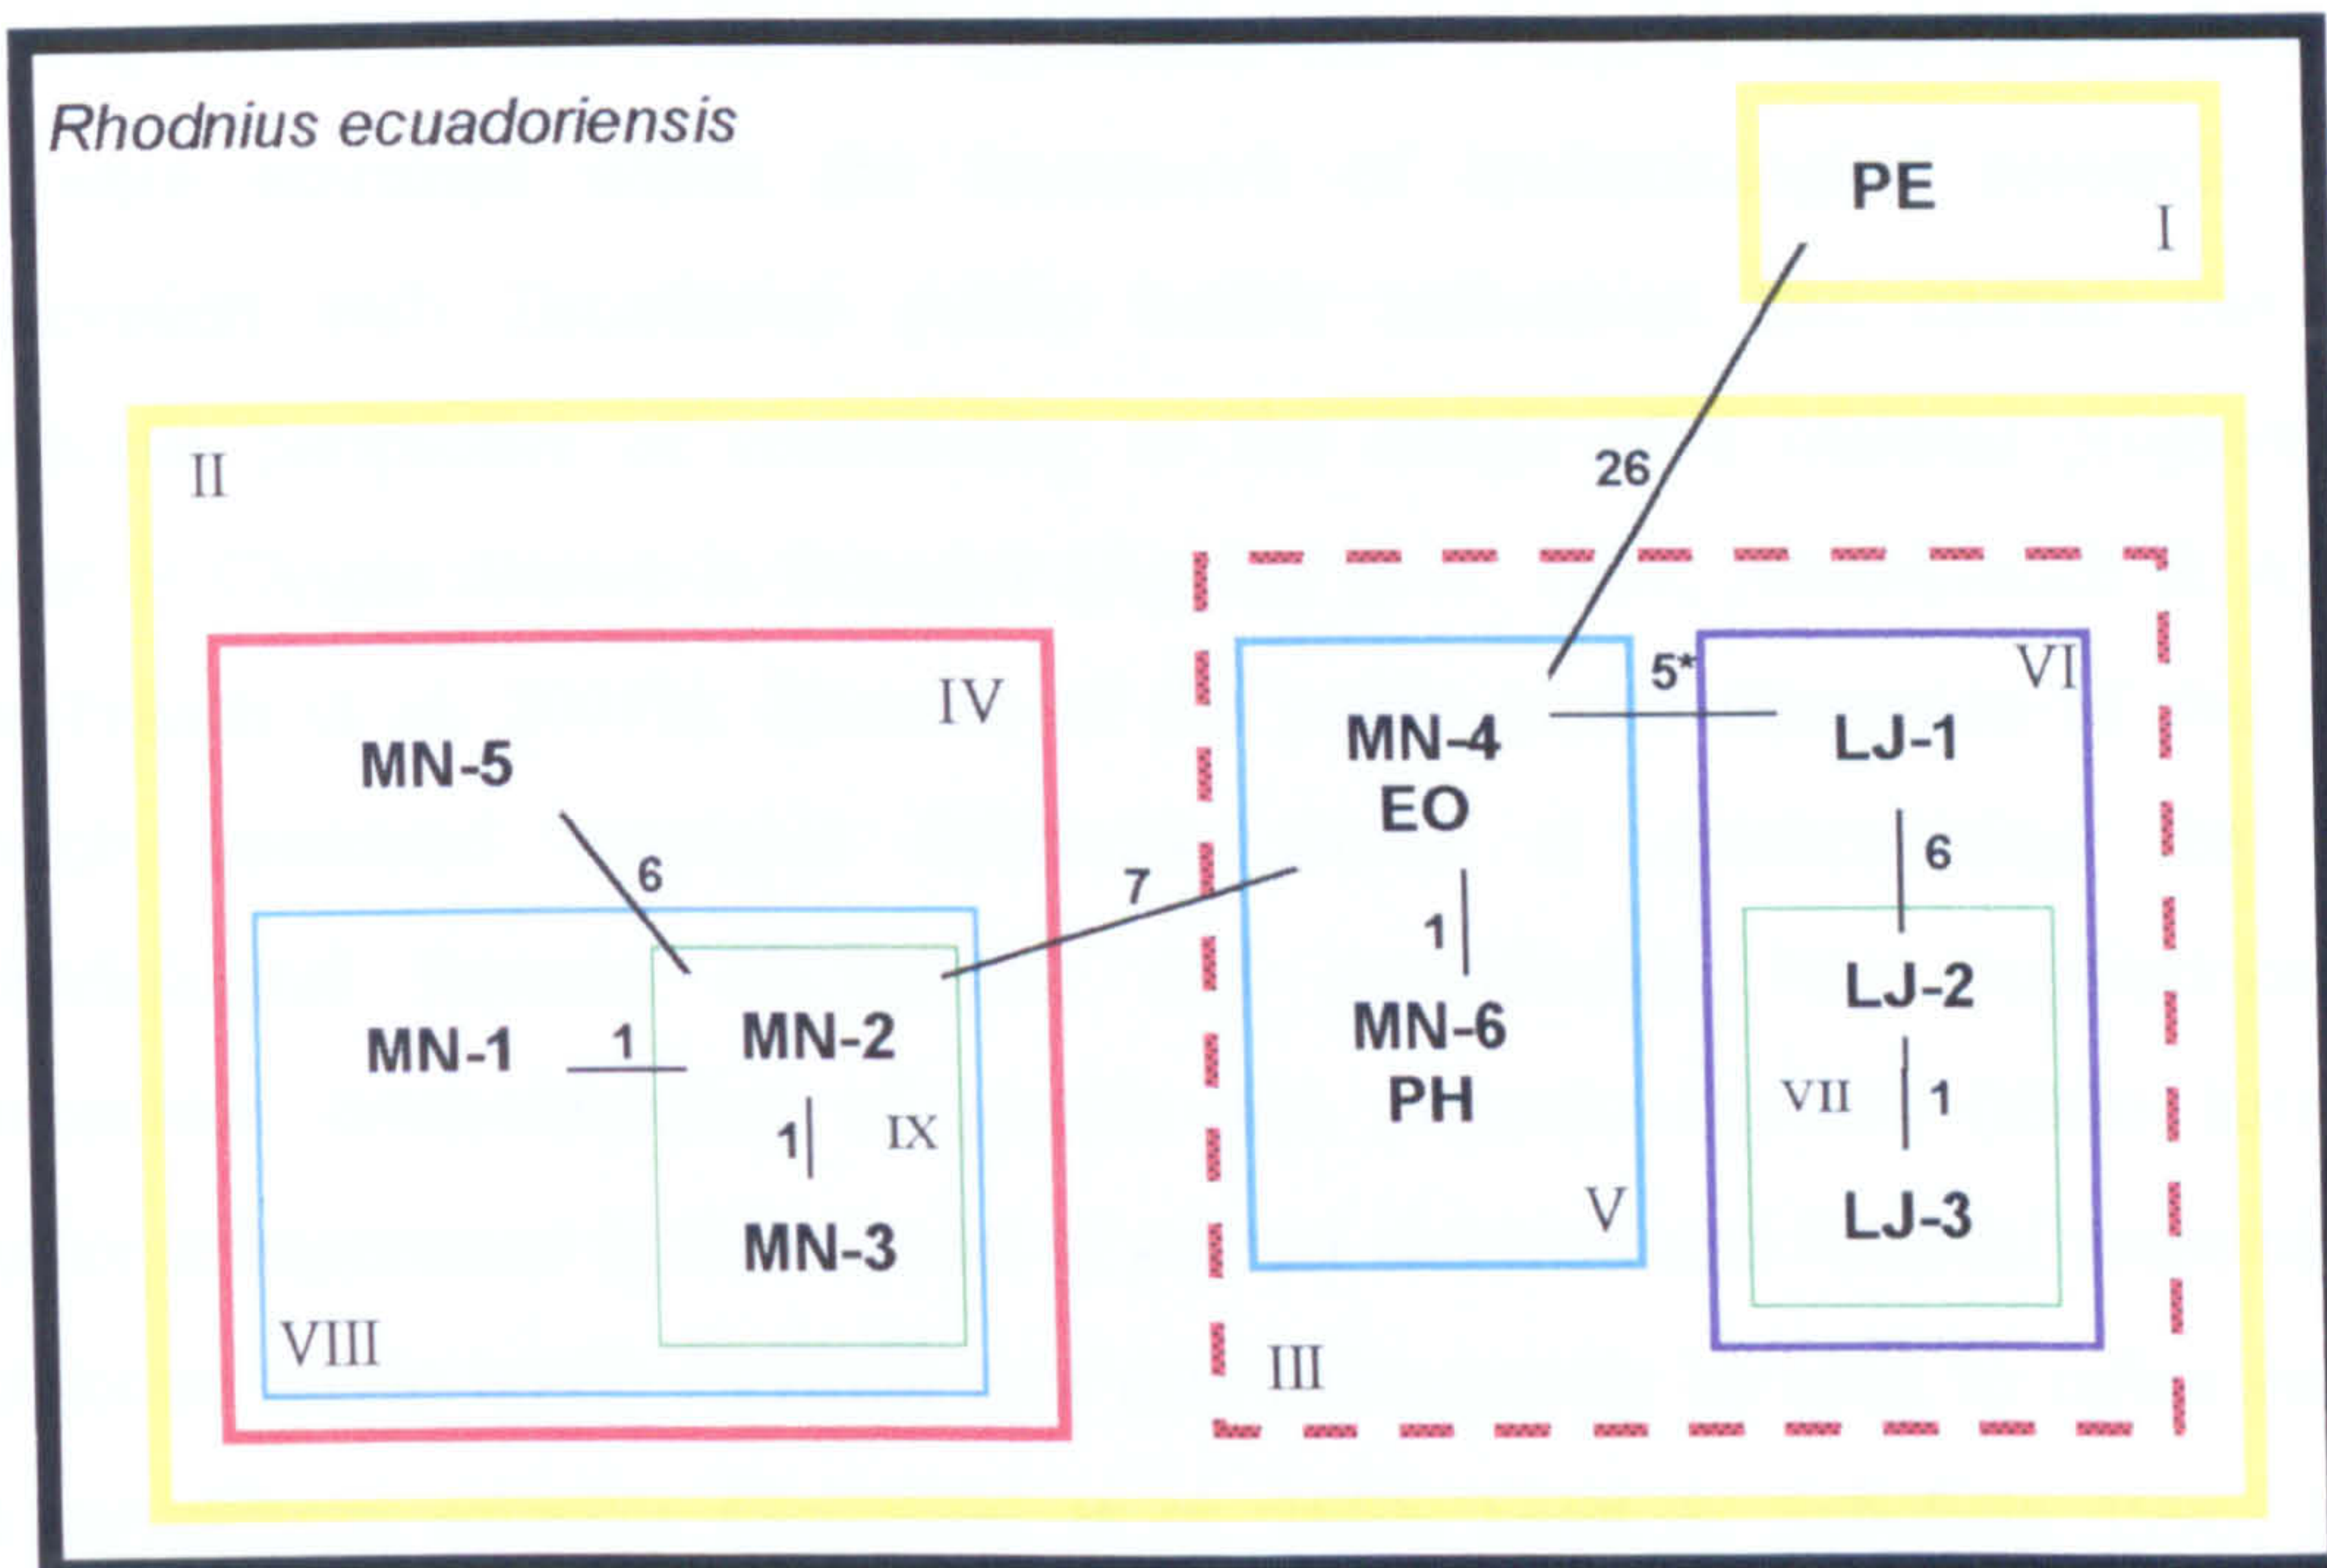 Rhodnius ecuadoriensis
PE
I
II
26
IV
5*
VI
MN-5
MN-4
EO
LJ-1
6
7
6
1
MN-1
1
MN-2
MN-6
PH
LJ-2
1
IX
VII
1
MN-3
V
LJ-3
VIII
III